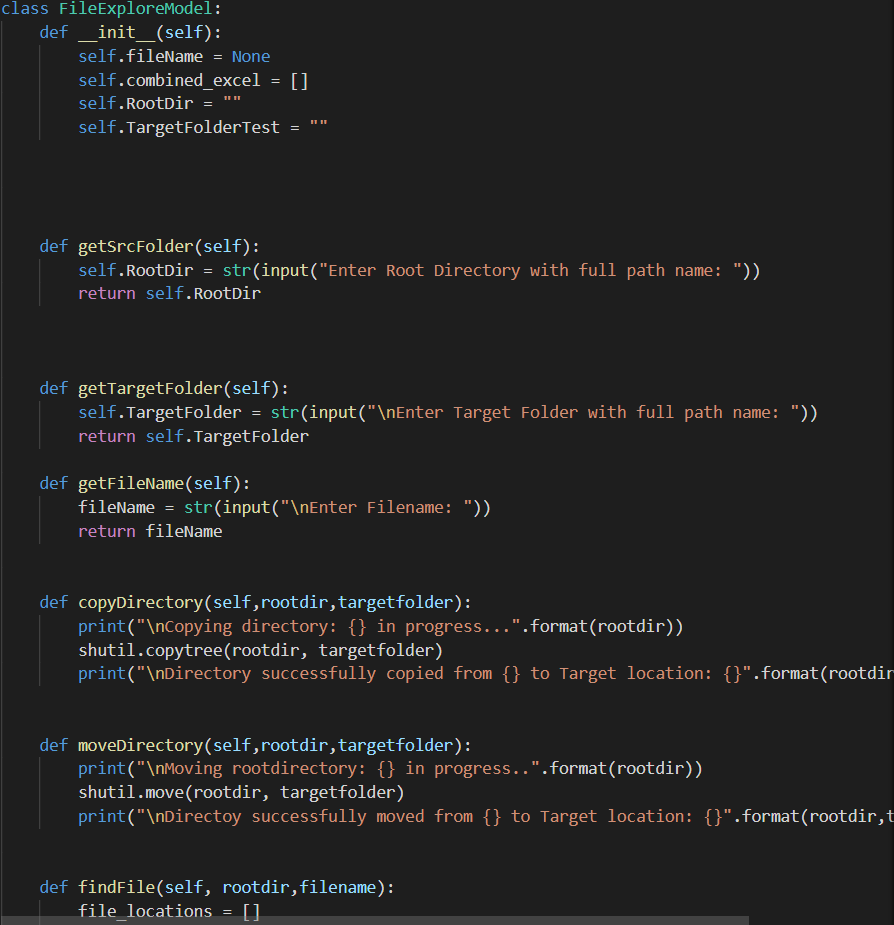 class FileExploreModel:
    def __init__(self):
        self.fileName = None
        self.combined_excel = []
        self.RootDir = ""
        self.TargetFolderTest = ""
    def getSrcFolder(self):
        self.RootDir = str(input("Enter Root Directory with full path name: "))
        return self.RootDir
    def getTargetFolder(self):
        self.TargetFolder = str(input("\nEnter Target Folder with full path name: "))
        return self.TargetFolder
    def getFileName(self):
        fileName = str(input("\nEnter Filename: "))
        return fileName
    def copyDirectory(self,rootdir,targetfolder):
        print("\nCopying directory: {} in progress...".format(rootdir))
        shutil.copytree(rootdir, targetfolder)
        print("\nDirectory successfully copied from {} to Target location: {}".format(rootdir
    def moveDirectory(self,rootdir,targetfolder):
        print("\nMoving rootdirectory: {} in progress..".format(rootdir))
        shutil.move(rootdir, targetfolder)
        print("\nDirectoy successfully moved from {} to Target location: {}".format(rootdir,t
    def findFile(self, rootdir,filename):
        file_locations = []